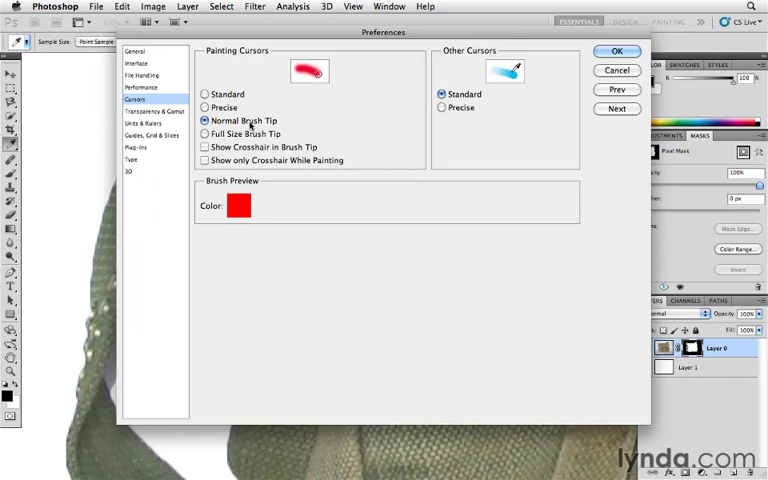 Photoshop File Edit Image Layer Select Filter Analysis 3D View Window Help
Ps ESSENTIALS DESIGN PAINTING CS Live
Sample Size: Point Sample
Preferences
General
Interface
File Handling
Performance
Cursors
Transparency & Gamut
Units & Rulers
Guides, Grid & Slices
Plug-Ins
Type
3D
Painting Cursors
Standard
Precise
Normal Brush Tip
Full Size Brush Tip
Show Crosshair in Brush Tip
Show only Crosshair While Painting
Other Cursors
Standard
Precise
Brush Preview
Color:
OK
Cancel
Prev
Next
SWATCHES STYLES
K 100 %
MASKS
Pixel Mask
100%
0 px
Mask Edge...
Color Range...
Invert
CHANNELS PATHS
Opacity: 100%
Fill: 100%
Layer 0
Layer 1
lynda.com